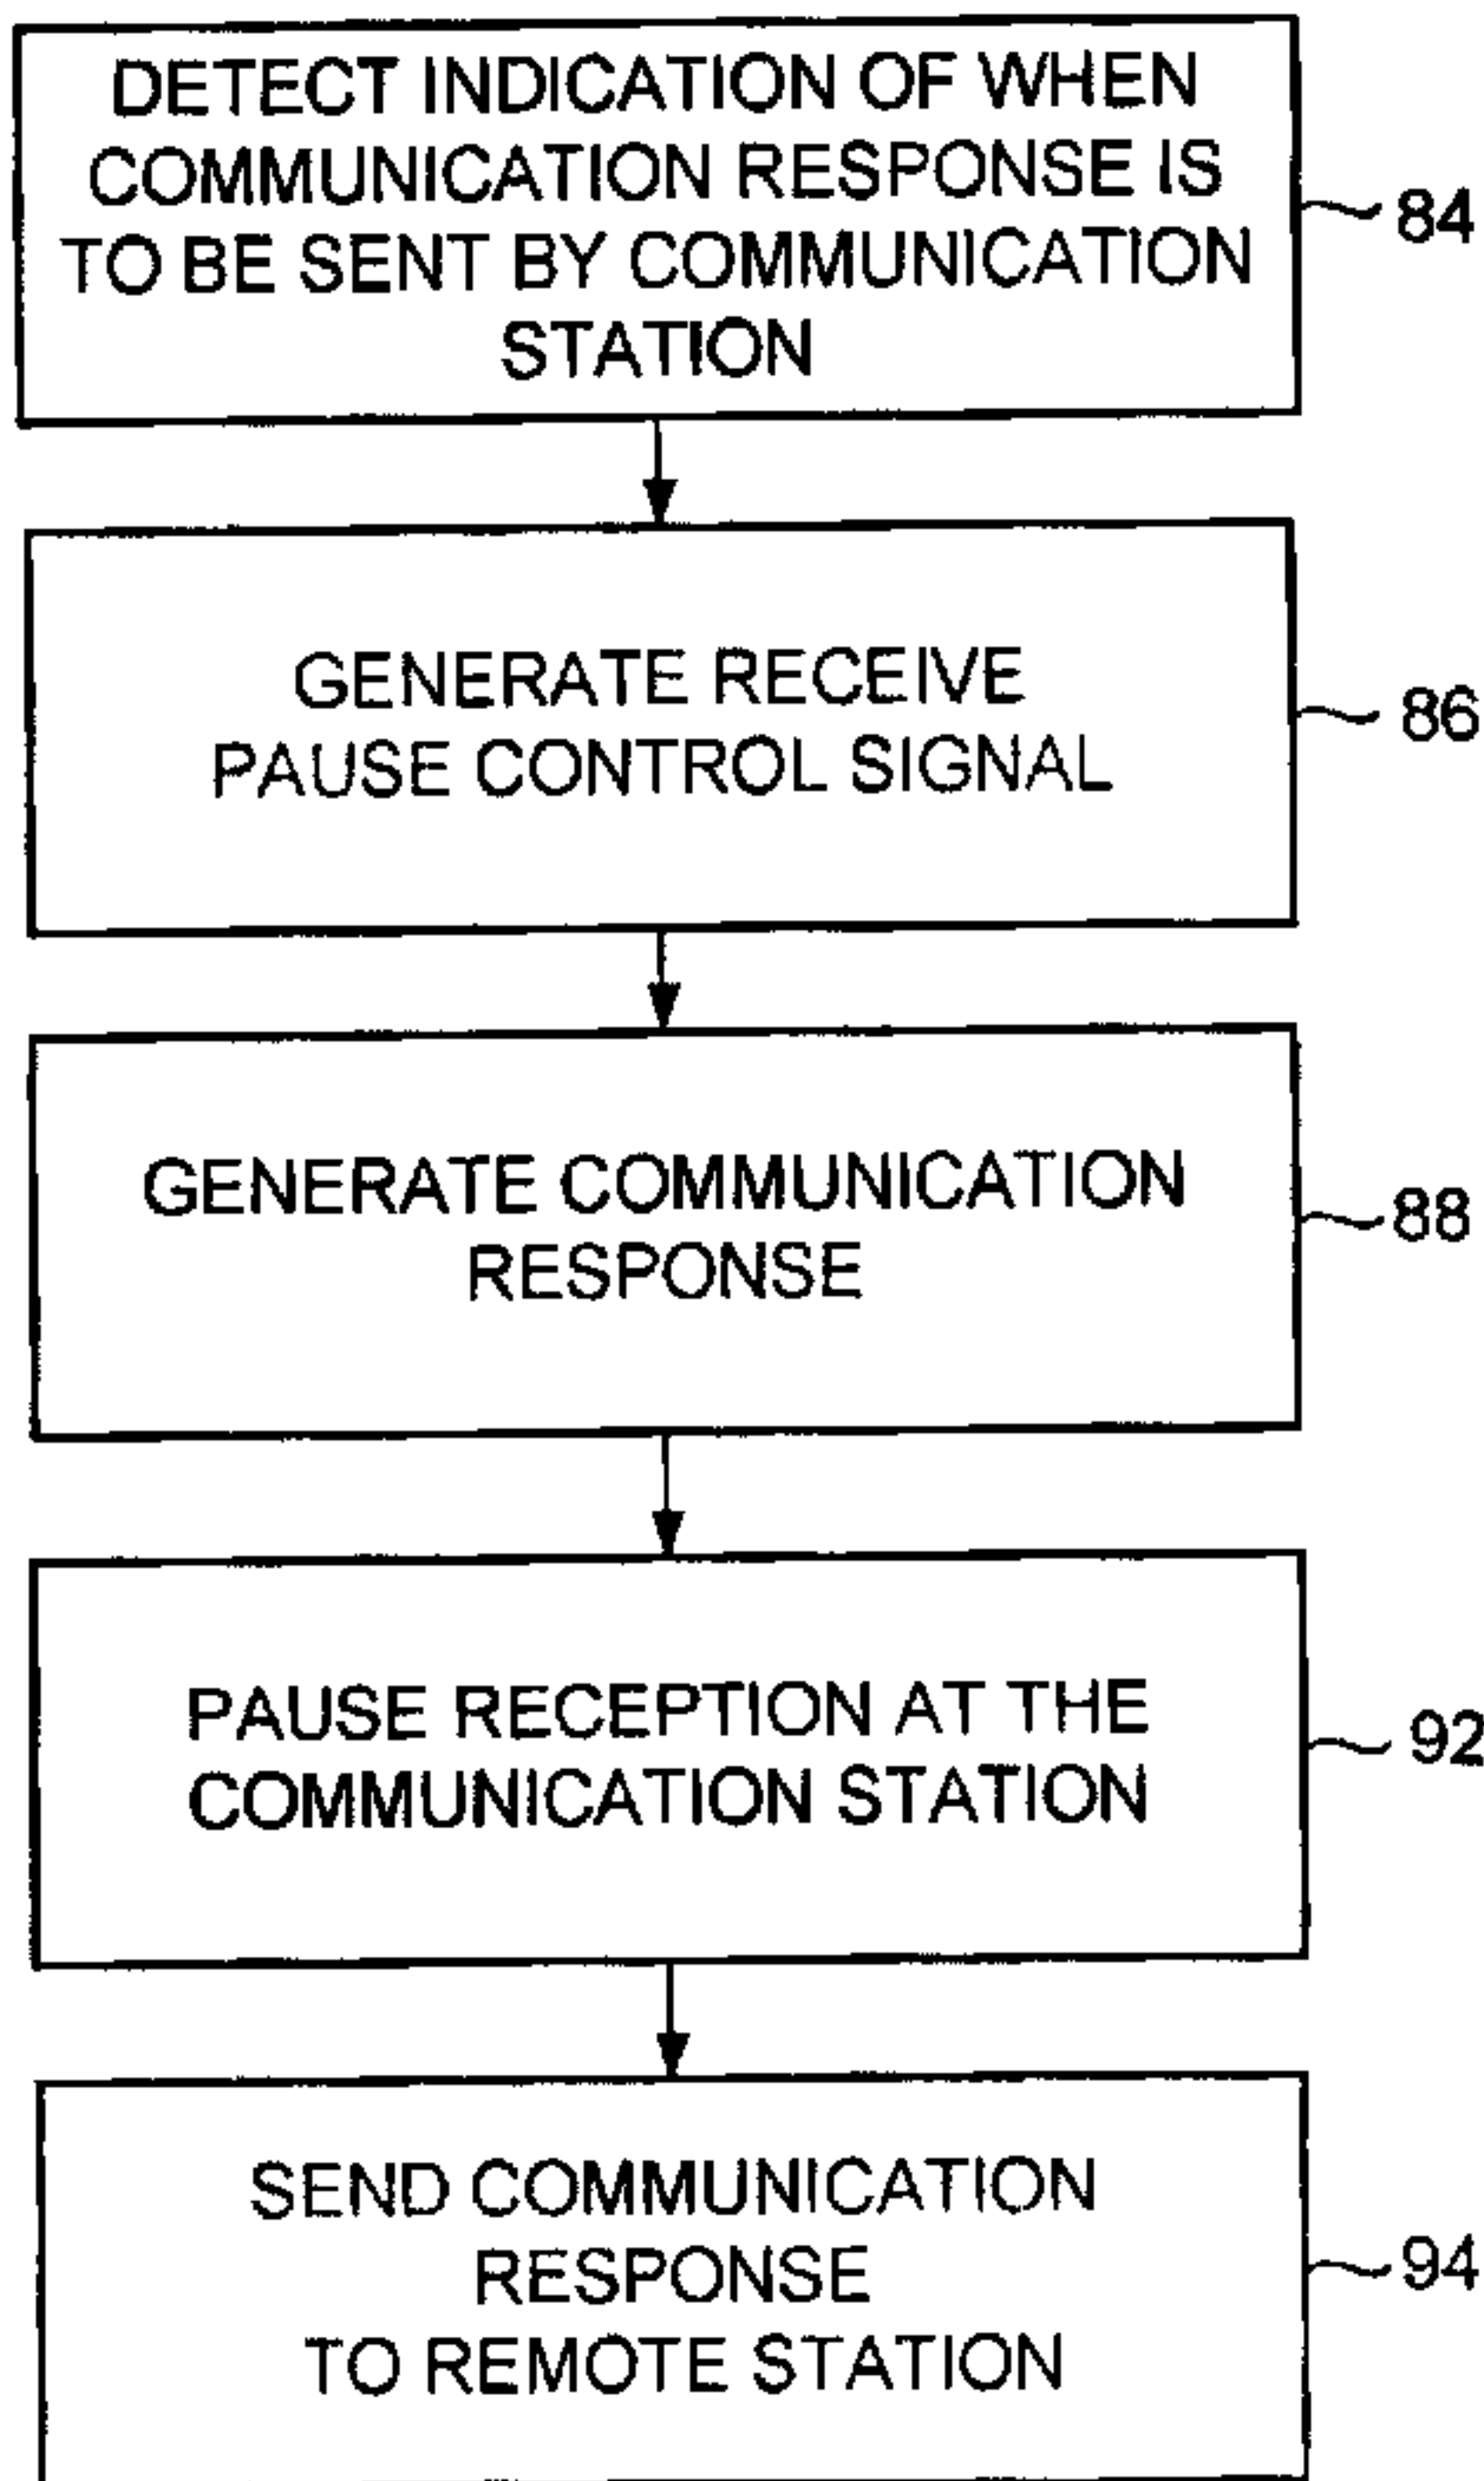 DETECT INDICATION OF WHEN
COMMUNICATION RESPONSE IS
TO BE SENT BY COMMUNICATION
STATION
84
GENERATE RECEIVE
PAUSE CONTROL SIGNAL
86
GENERATE COMMUNICATION
RESPONSE
88
PAUSE RECEPTION AT THE
COMMUNICATION STATION
92
SEND COMMUNICATION
RESPONSE
TO REMOTE STATION
94